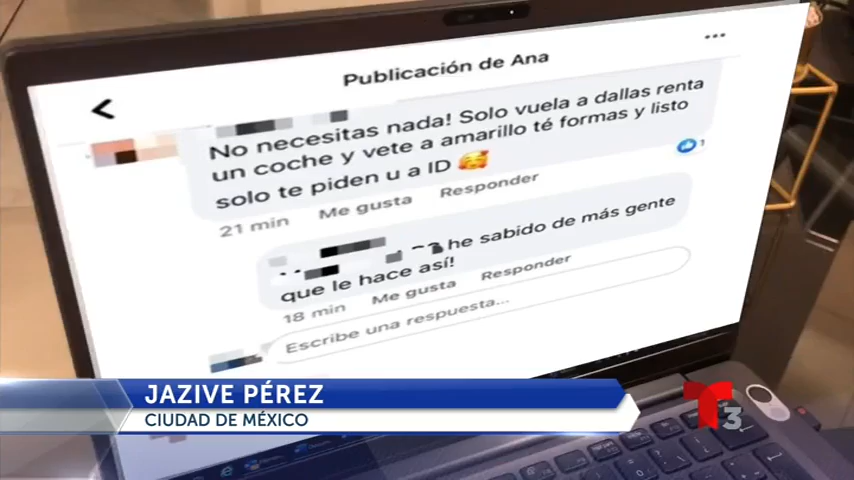 Publicación de Ana
No necesitas nada! Solo vuela a dallas renta
un coche y vete a amarillo té formas y listo
solo te piden u a ID
1
21 min Me gusta Responder
he sabido de más gente
que le hace así!
18 min Me gusta Responder
Escribe una respuesta...
JAZIVE PÉREZ
CIUDAD DE MÉXICO
3